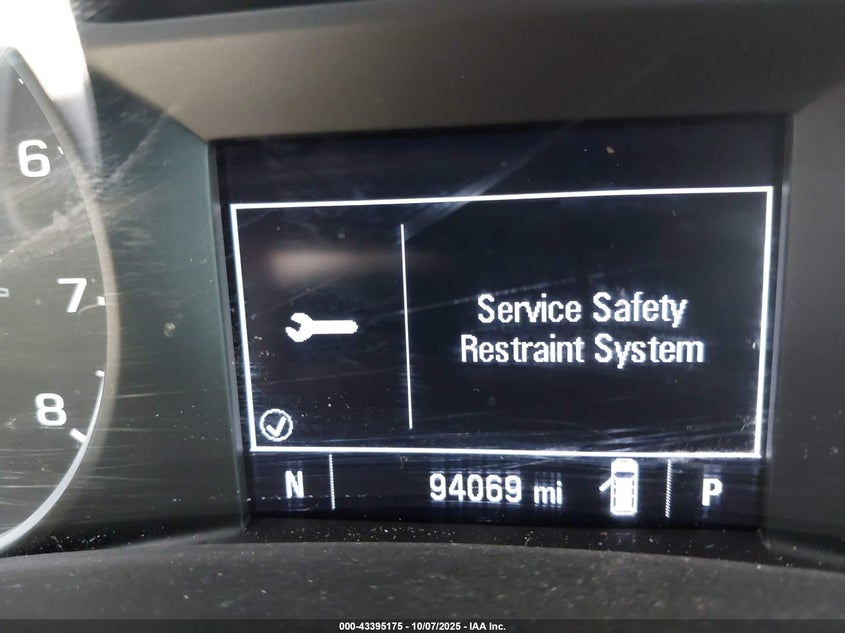 6
7
8
Service Safety
Restraint System
N 94069 mi P
000-43395175 - 10/07/2025 - IAA Inc.